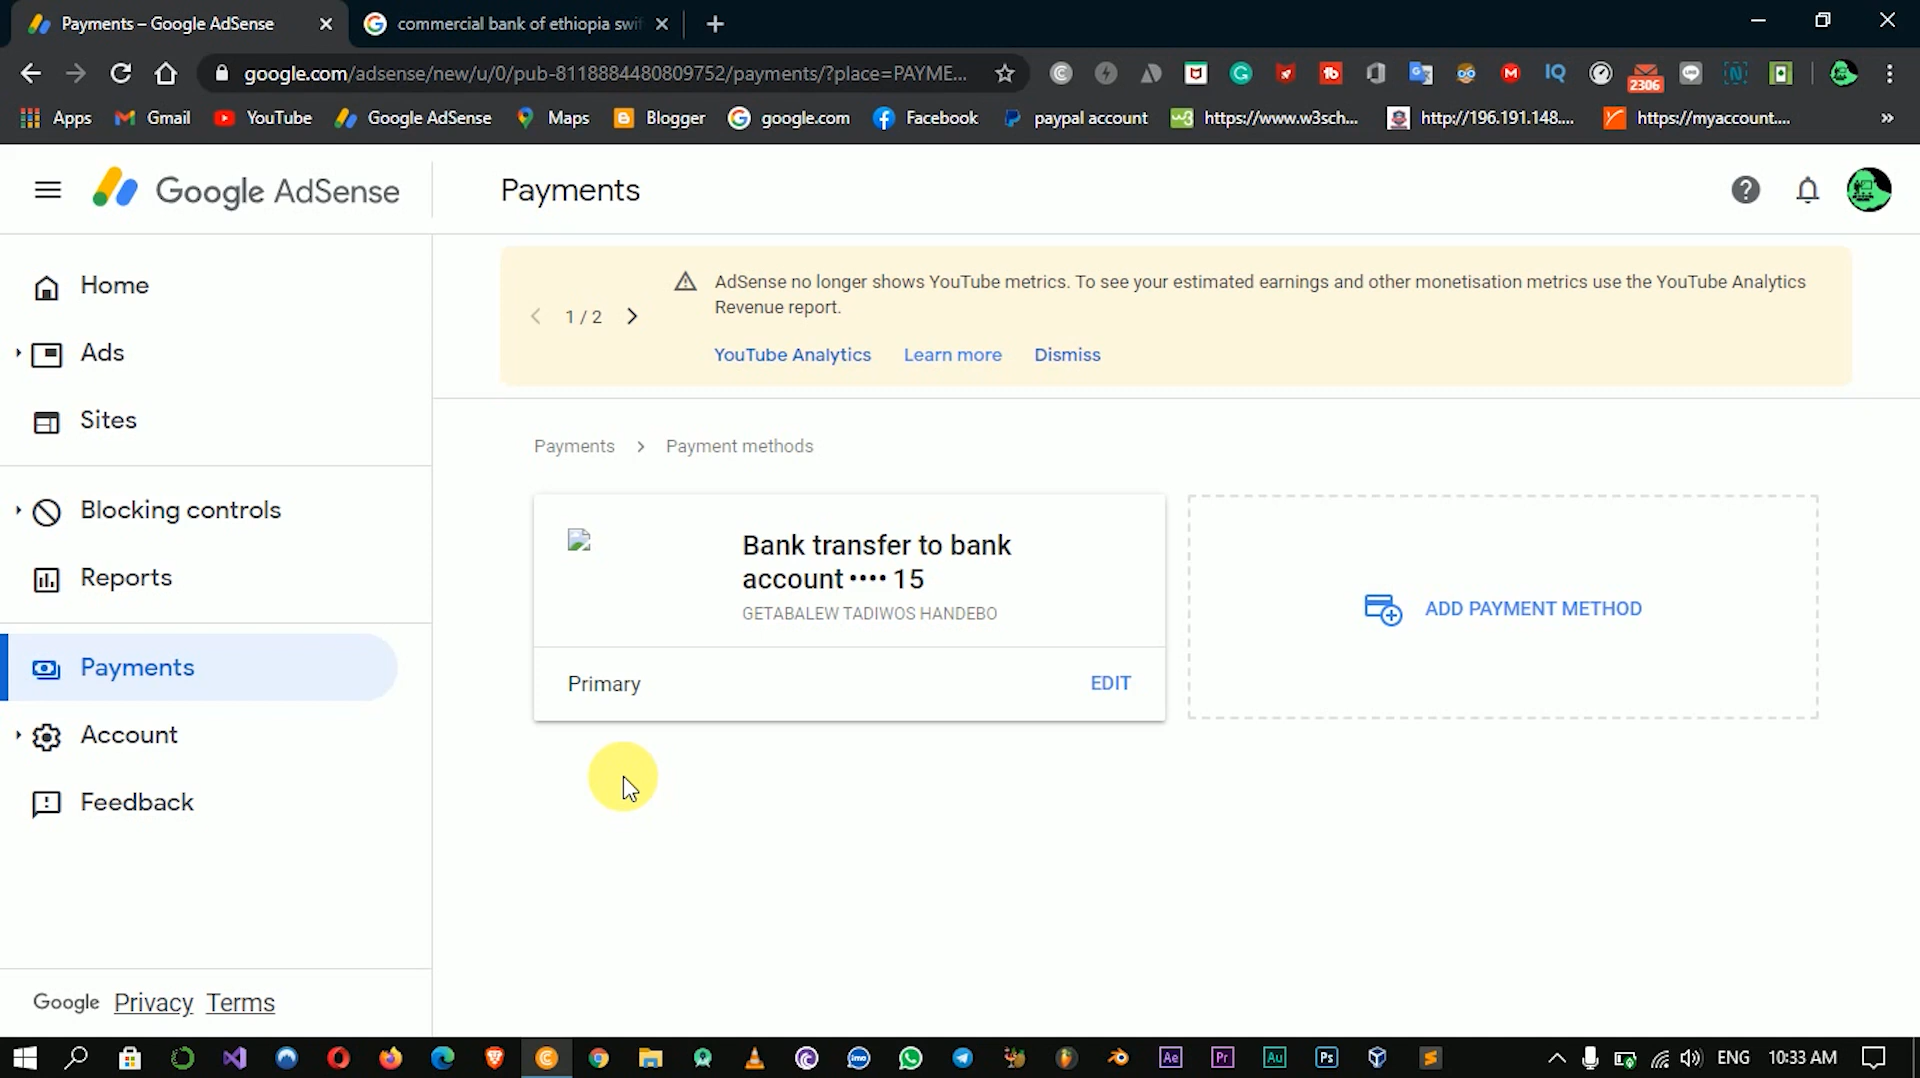 Payments – Google AdSense
commercial bank of ethiopia swif
google.com/adsense/new/u/0/pub-8118884480809752/payments/?place=PAYME...
2306
Apps
Gmail
YouTube
Google AdSense
Maps
Blogger
google.com
Facebook
paypal account
https://www.w3sch...
http://196.191.148....
https://myaccount....
»
Google AdSense
Payments
Home
Ads
Sites
Blocking controls
Reports
Payments
Account
Feedback
Google Privacy Terms
1 / 2
AdSense no longer shows YouTube metrics. To see your estimated earnings and other monetisation metrics use the YouTube Analytics
Revenue report.
YouTube Analytics Learn more Dismiss
Payments > Payment methods
Bank transfer to bank
account •••• 15
GETABALEW TADIWOS HANDEBO
Primary
EDIT
ADD PAYMENT METHOD
ENG
10:33 AM